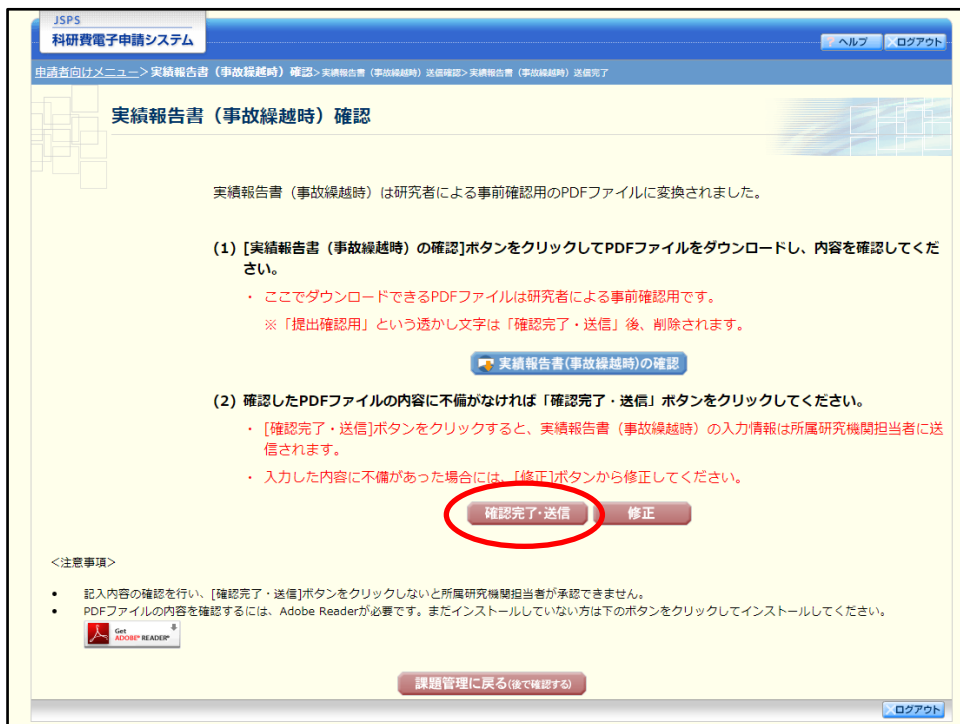 JSPS
科研費電子申請システム
? ヘルプ
ログアウト
申請者向けメニュー>実績報告書（事故繰越時）確認>実績報告書（事故繰越時）送信確認>実績報告書（事故繰越時）送信完了
実績報告書（事故繰越時）確認
実績報告書（事故繰越時）は研究者による事前確認用のPDFファイルに変換されました。
(1) [実績報告書（事故繰越時）の確認]ボタンをクリックしてPDFファイルをダウンロードし、内容を確認してくだ
さい。
・ ここでダウンロードできるPDFファイルは研究者による事前確認用です。
※「提出確認用」という透かし文字は「確認完了・送信」後、削除されます。
実績報告書(事故繰越時)の確認
(2) 確認したPDFファイルの内容に不備がなければ「確認完了・送信」ボタンをクリックしてください。
・ [確認完了・送信]ボタンをクリックすると、実績報告書（事故繰越時）の入力情報は所属研究機関担当者に送
信されます。
・ 入力した内容に不備があった場合には、[修正]ボタンから修正してください。
確認完了･送信
修正
<注意事項>
• 記入内容の確認を行い、[確認完了・送信]ボタンをクリックしないと所属研究機関担当者が承認できません。
• PDFファイルの内容を確認するには、Adobe Readerが必要です。まだインストールしていない方は下のボタンをクリックしてインストールしてください。
Get
ADOBE® READER®
課題管理に戻る(後で確認する)
ログアウト